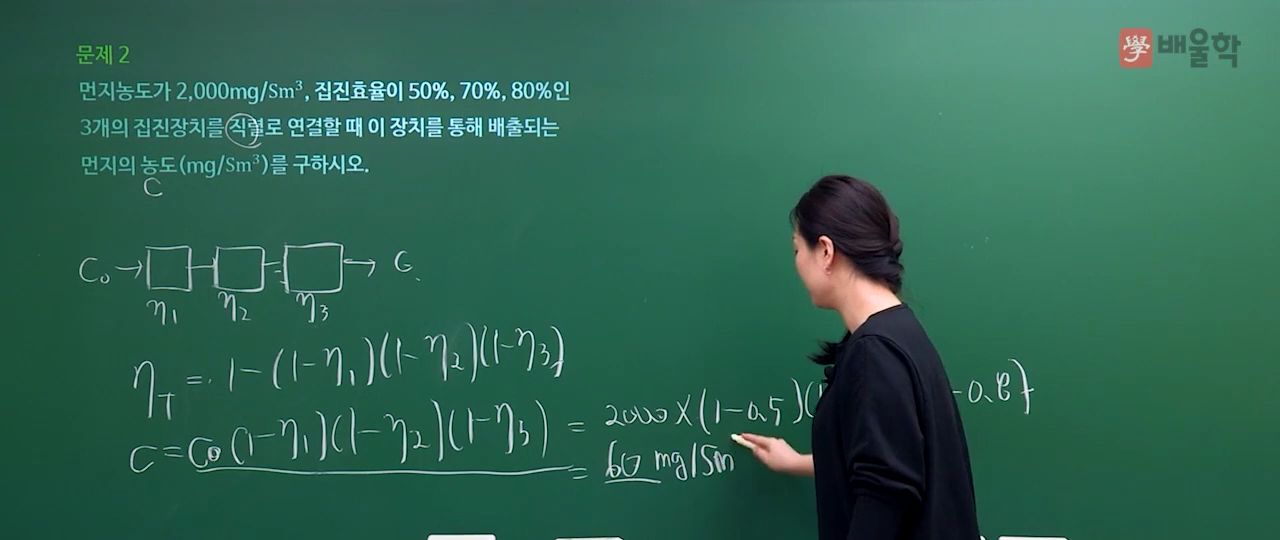 문제 2
學 배울학
먼지농도가 2,000mg/Sm³, 집진효율이 50%, 70%, 80%인
3개의 집진장치를 직렬로 연결할 때 이 장치를 통해 배출되는
먼지의 농도(mg/Sm³)를 구하시오.
C
C₀ → → C
η₁ η₂ η₃
η_T = 1-(1-η₁)(1-η₂)(1-η₃)
C = C₀(1-η₁)(1-η₂)(1-η₃) = 2000 X (1-0.5)( -0.8)
= 60 mg/Sm